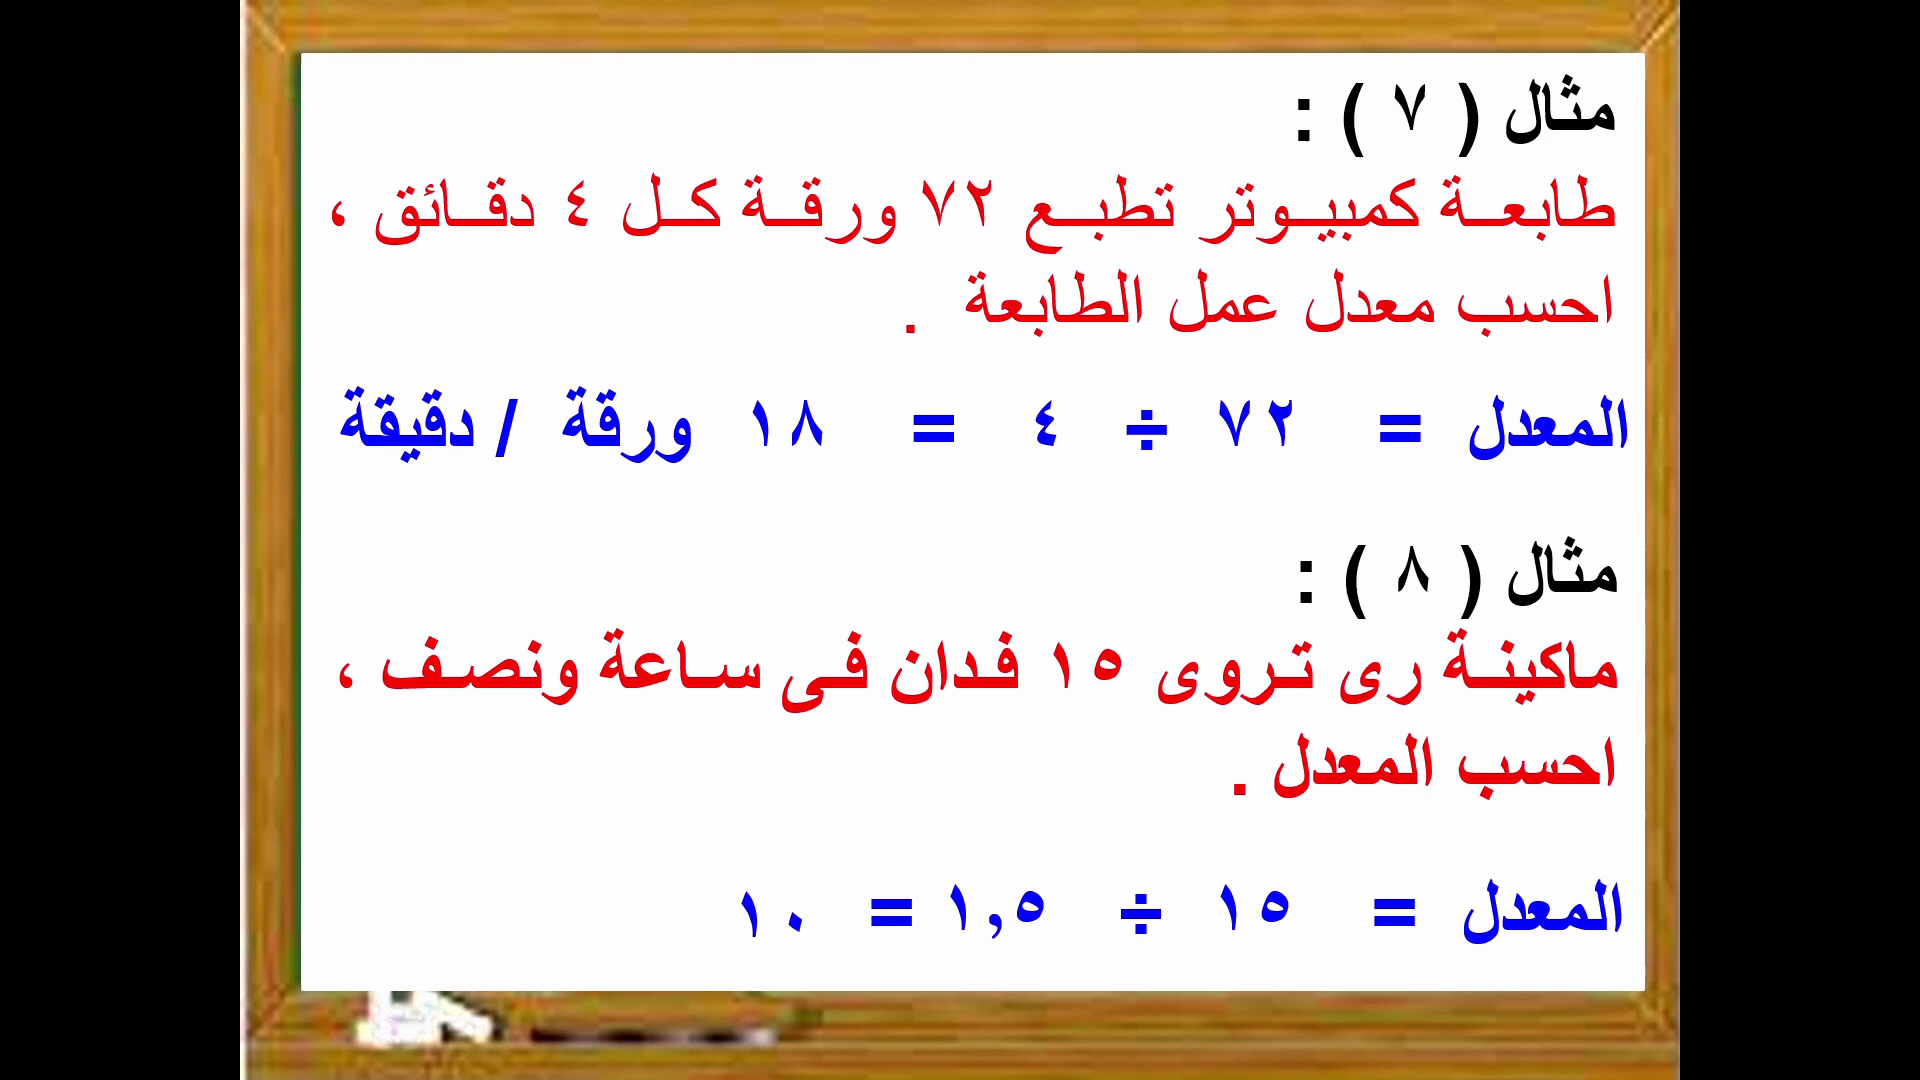 مثال ( ٧ ) :
طابعة كمبيوتر تطبع ٧٢ ورقة كل ٤ دقائق ،
احسب معدل عمل الطابعة .
المعدل = ٧٢ ÷ ٤ = ١٨ ورقة / دقيقة
مثال ( ٨ ) :
ماكينة رى تروى ١٥ فدان فى ساعة ونصف ،
احسب المعدل .
المعدل = ١٥ ÷ ١,٥ = ١٠